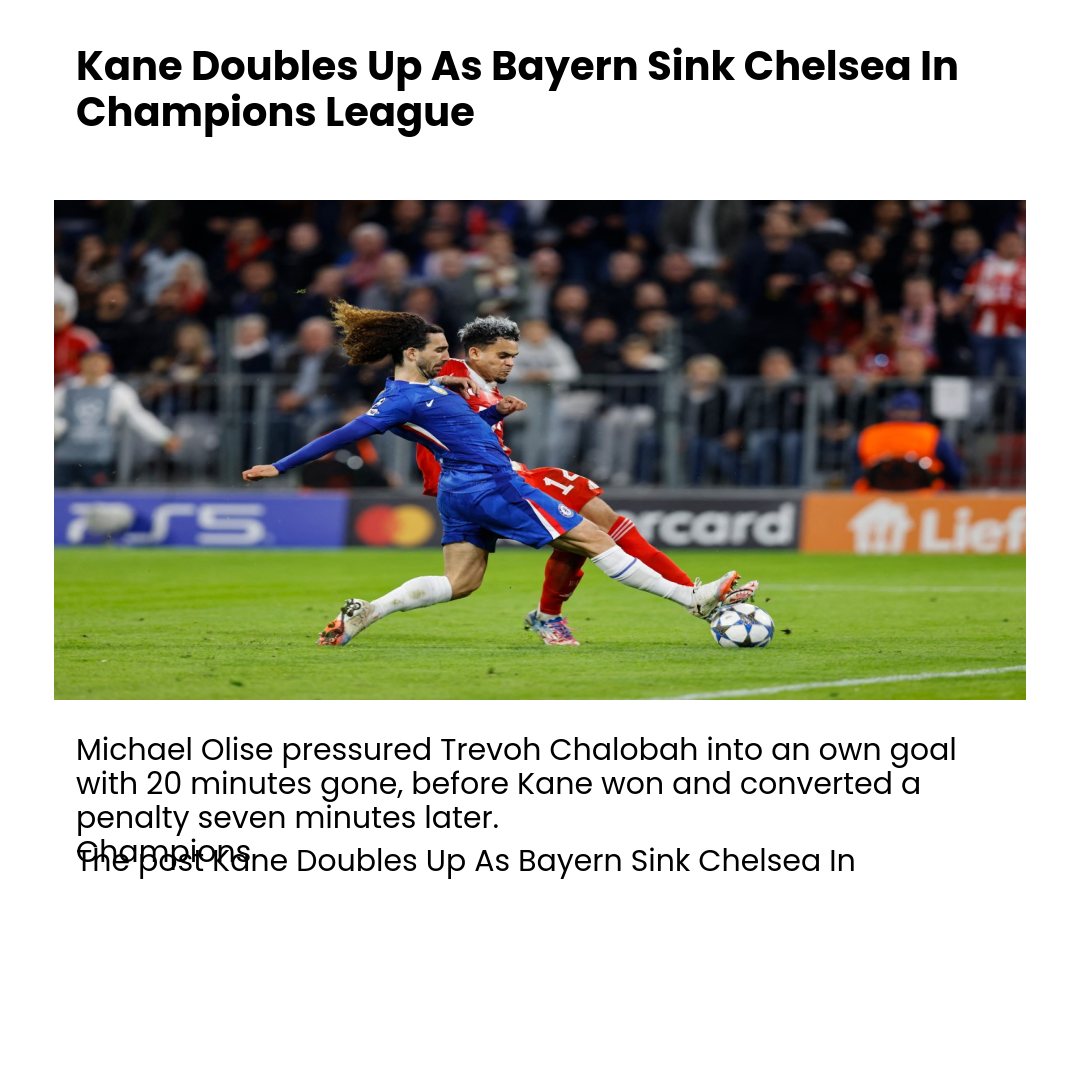 Kane Doubles Up As Bayern Sink Chelsea In
Champions League
14
PS5
ercard
Lief
Michael Olise pressured Trevoh Chalobah into an own goal
with 20 minutes gone, before Kane won and converted a
penalty seven minutes later.
Champions
The post Kane Doubles Up As Bayern Sink Chelsea In